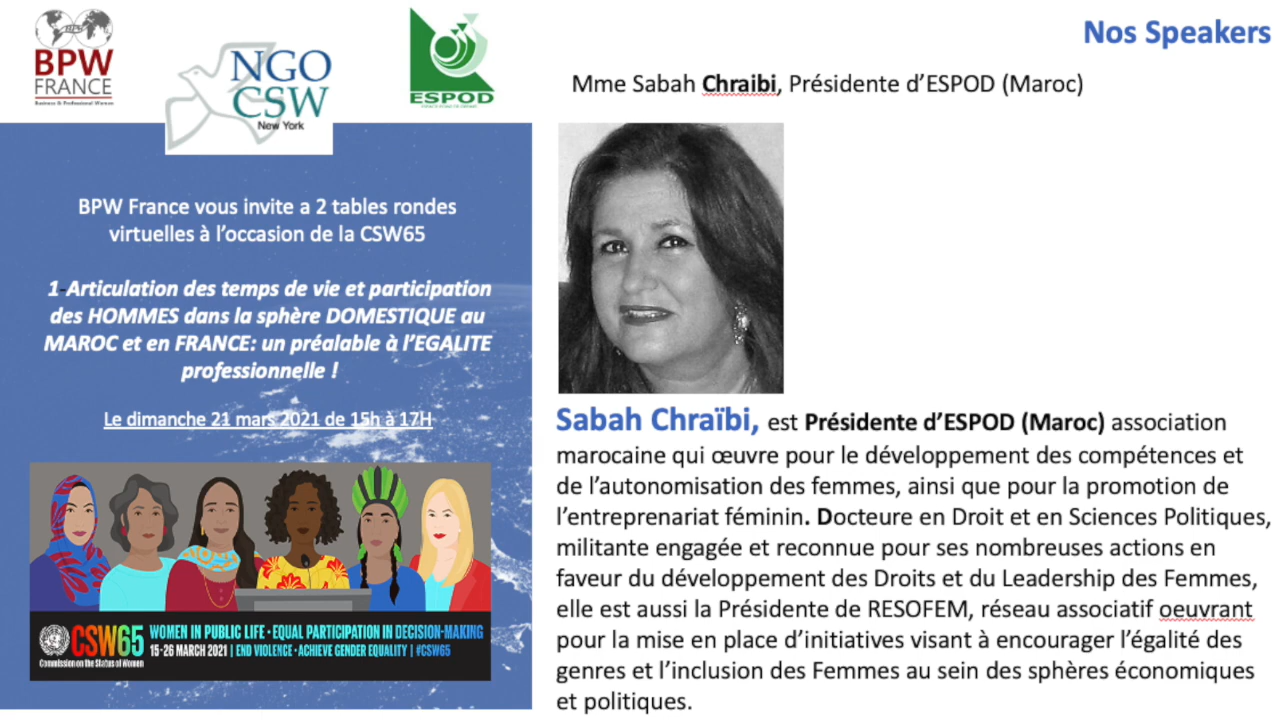 BPW
FRANCE
Business & Professional Women
NGO
CSW
New York
ESPOD
BPW France vous invite a 2 tables rondes
virtuelles à l'occasion de la CSW65
1-Articulation des temps de vie et participation
des HOMMES dans la sphère DOMESTIQUE au
MAROC et en FRANCE: un préalable à l'EGALITE
professionnelle !
Le dimanche 21 mars 2021 de 15h à 17H
CSW65
Commission on the Status of Women
WOMEN IN PUBLIC LIFE • EQUAL PARTICIPATION IN DECISION-MAKING
15-26 MARCH 2021 | END VIOLENCE • ACHIEVE GENDER EQUALITY | #CSW65
Nos Speakers
Mme Sabah Chraibi, Présidente d'ESPOD (Maroc)
Sabah Chraïbi, est Présidente d'ESPOD (Maroc) association
marocaine qui œuvre pour le développement des compétences et
de l'autonomisation des femmes, ainsi que pour la promotion de
l'entreprenariat féminin. Docteure en Droit et en Sciences Politiques,
militante engagée et reconnue pour ses nombreuses actions en
faveur du développement des Droits et du Leadership des Femmes,
elle est aussi la Présidente de RESOFEM, réseau associatif oeuvrant
pour la mise en place d'initiatives visant à encourager l'égalité des
genres et l'inclusion des Femmes au sein des sphères économiques
et politiques.